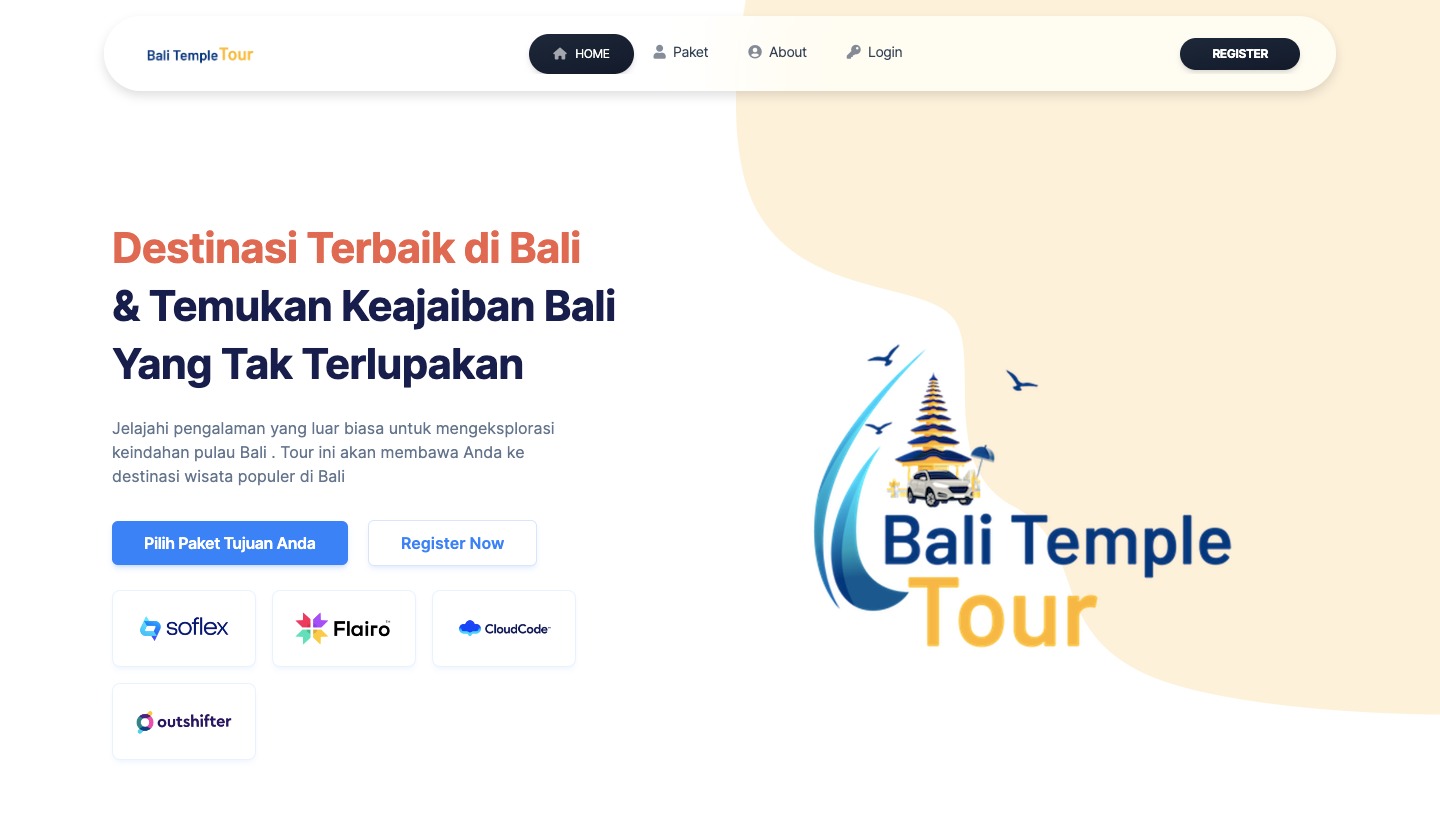 Bali Temple Tour
HOME
Paket
About
Login
REGISTER
Destinasi Terbaik di Bali
& Temukan Keajaiban Bali
Yang Tak Terlupakan
Jelajahi pengalaman yang luar biasa untuk mengeksplorasi
keindahan pulau Bali . Tour ini akan membawa Anda ke
destinasi wisata populer di Bali
Pilih Paket Tujuan Anda
Register Now
soflex
Flairo™
CloudCode™
outshifter
Bali Temple
Tour